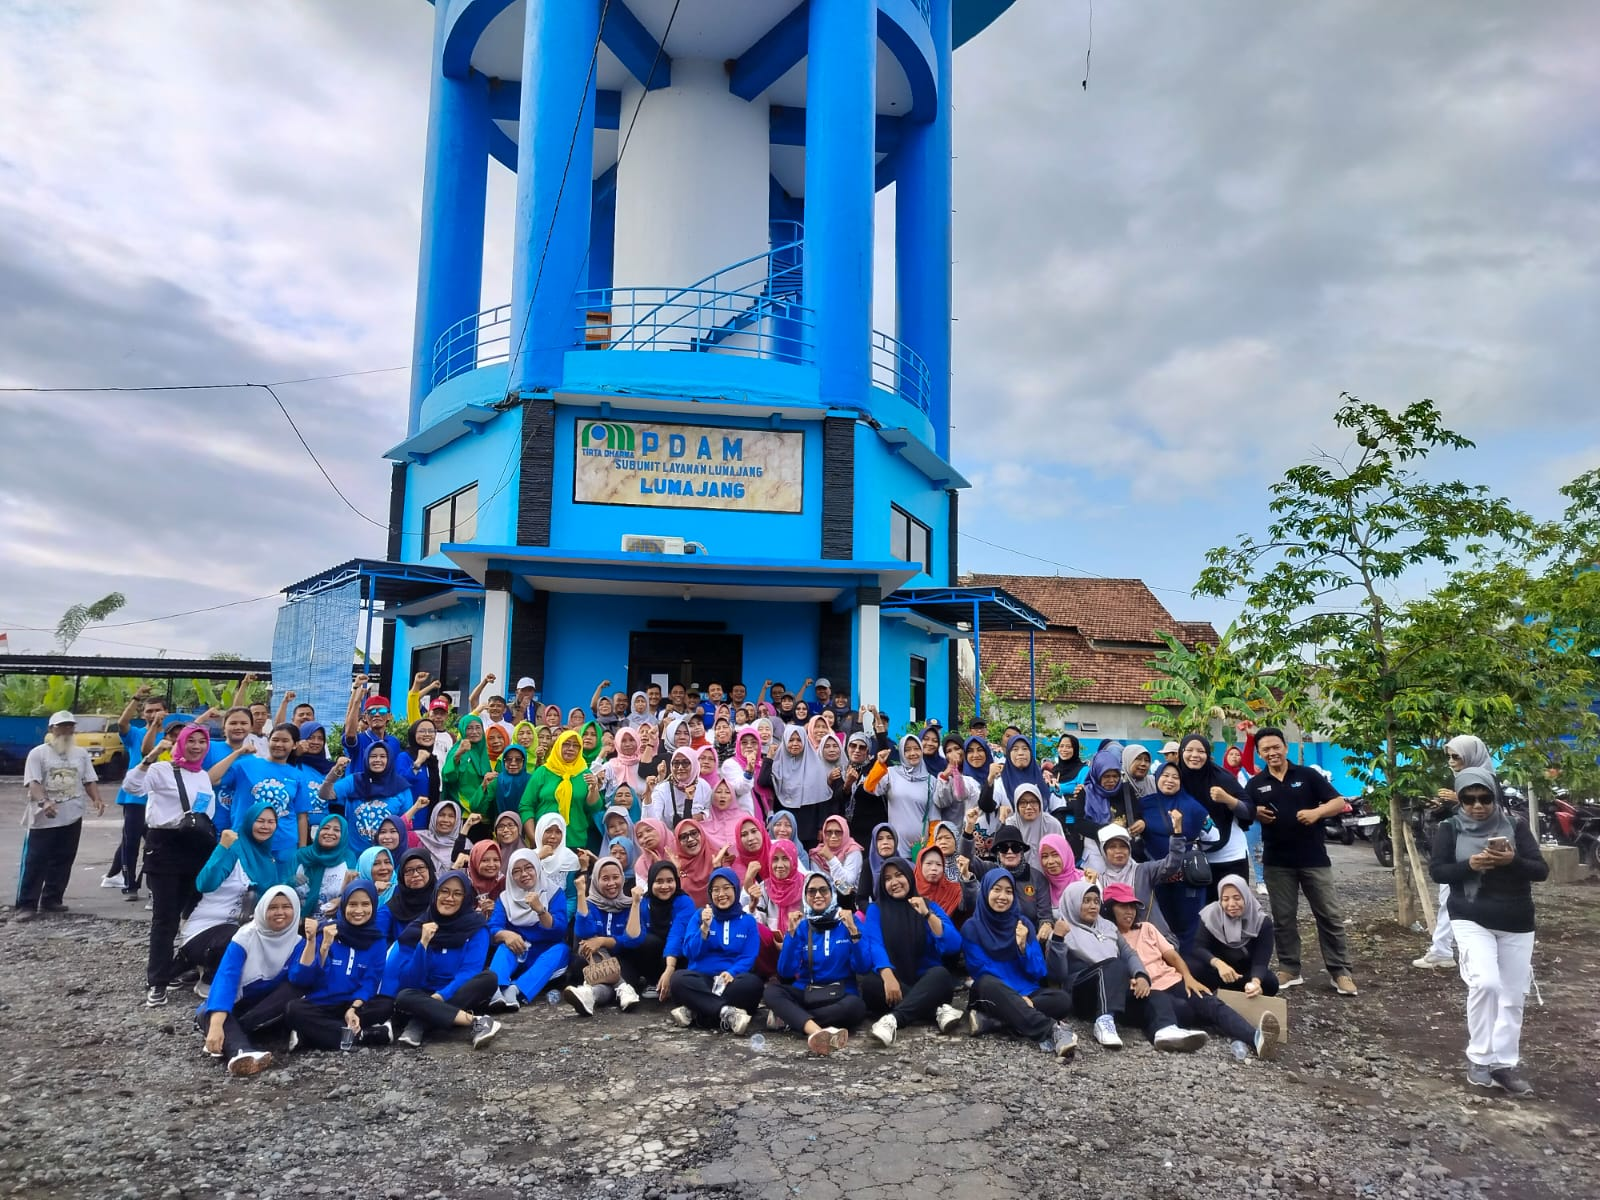 PDAM
TIRTA DHARMA
SUBUNIT LAYANAN LUMAJANG
LUMAJANG